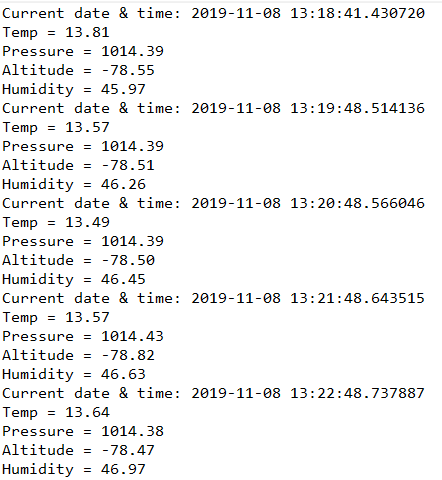 Current date & time: 2019-11-08 13:18:41.430720
Temp = 13.81
Pressure = 1014.39
Altitude = -78.55
Humidity = 45.97
Current date & time: 2019-11-08 13:19:48.514136
Temp = 13.57
Pressure = 1014.39
Altitude = -78.51
Humidity = 46.26
Current date & time: 2019-11-08 13:20:48.566046
Temp = 13.49
Pressure = 1014.39
Altitude = -78.50
Humidity = 46.45
Current date & time: 2019-11-08 13:21:48.643515
Temp = 13.57
Pressure = 1014.43
Altitude = -78.82
Humidity = 46.63
Current date & time: 2019-11-08 13:22:48.737887
Temp = 13.64
Pressure = 1014.38
Altitude = -78.47
Humidity = 46.97